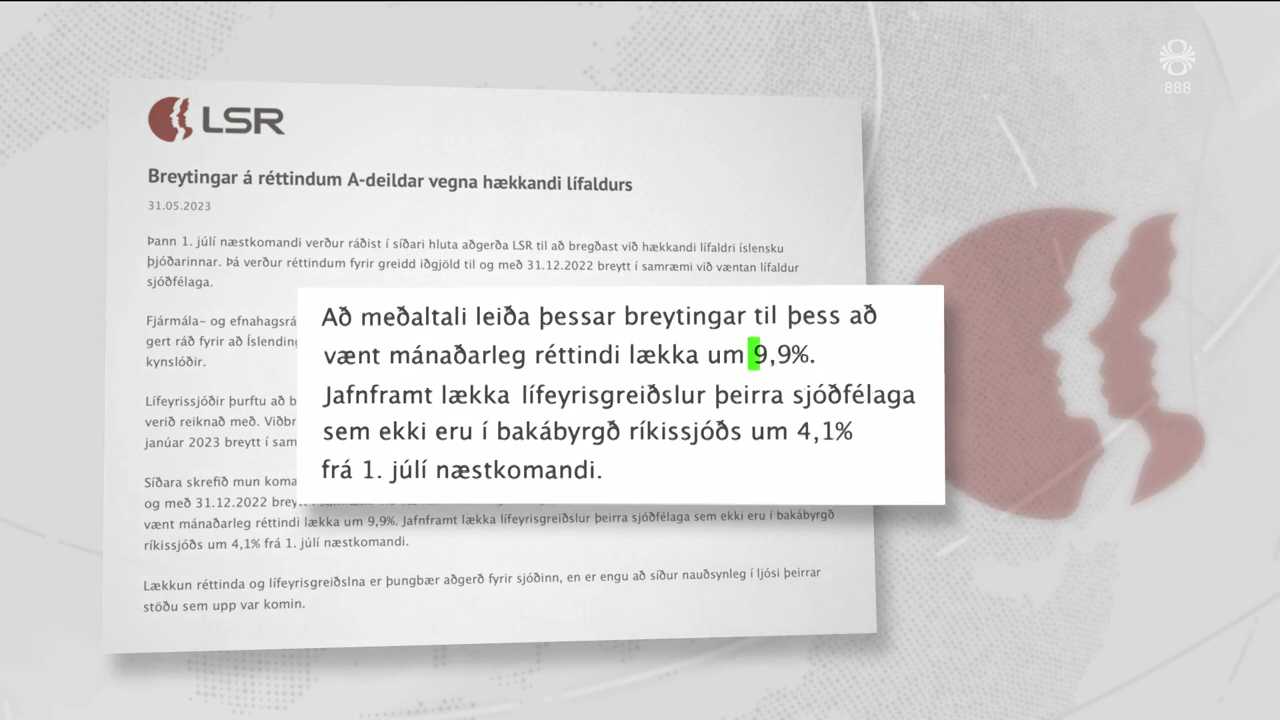 888
LSR
Breytingar á réttindum A-deildar vegna hækkandi lífaldurs
31.05.2023
Þann 1. júlí næstkomandi verður ráðist í síðari hluta aðgerða LSR til að bregðast við hækkandi lífaldri íslensku
þjóðarinnar. Þá verður réttindum fyrir greidd iðgjöld til og með 31.12.2022 breytt í samræmi við væntan lífaldur
sjóðfélaga.
Fjármála- og efnahagsrá
gert ráð fyrir að Íslending
kynslóðir.
Að meðaltali leiða þessar breytingar til þess að
vænt mánaðarleg réttindi lækka um 9,9%.
Jafnframt lækka lífeyrisgreiðslur þeirra sjóðfélaga
sem ekki eru í bakábyrgð ríkissjóðs um 4,1%
frá 1. júlí næstkomandi.
Lífeyrissjóðir þurftu að b
verið reiknað með. Viðbr
janúar 2023 breytt í sam
Síðara skrefið mun koma
og með 31.12.2022 breyt
vænt mánaðarleg réttindi lækka um 9,9%. Jafnframt lækka lífeyrisgreiðslur þeirra sjóðfélaga sem ekki eru í bakábyrgð
ríkissjóðs um 4,1% frá 1. júlí næstkomandi.
Lækkun réttinda og lífeyrisgreiðslna er þungbær aðgerð fyrir sjóðinn, en er engu að síður nauðsynleg í ljósi þeirrar
stöðu sem upp var komin.